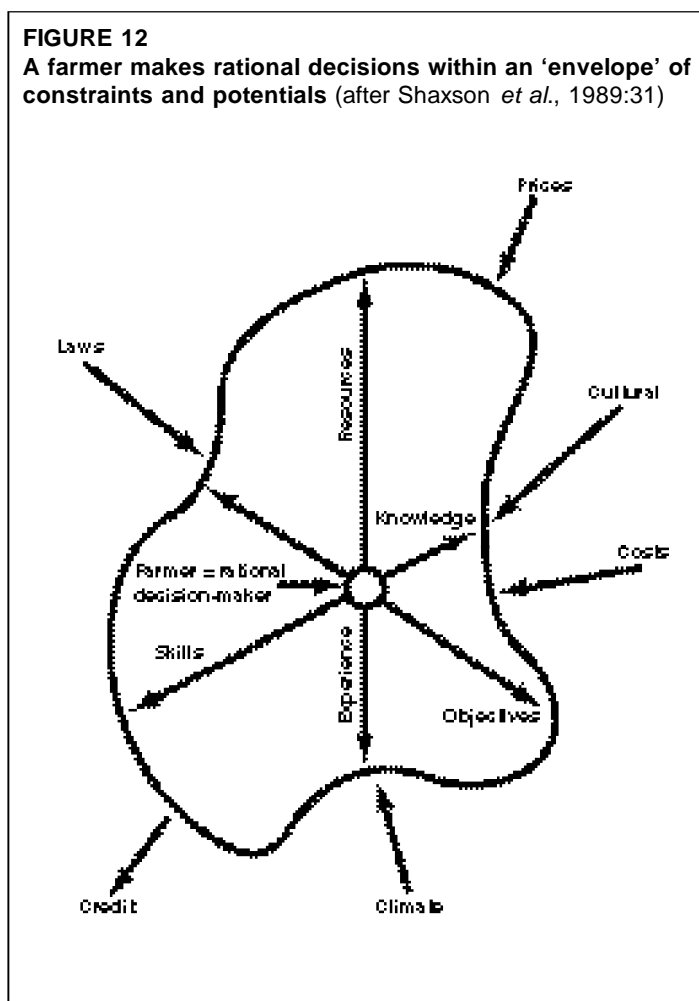 FIGURE 12
A farmer makes rational decisions within an ‘envelope’ of
constraints and potentials (after Shaxson et al., 1989:31)
Prices
Laws
Resources
Cultural
Knowledge
Costs
Farmer = rational
decision-maker
Skills
Experience
Objectives
Credit
Climate